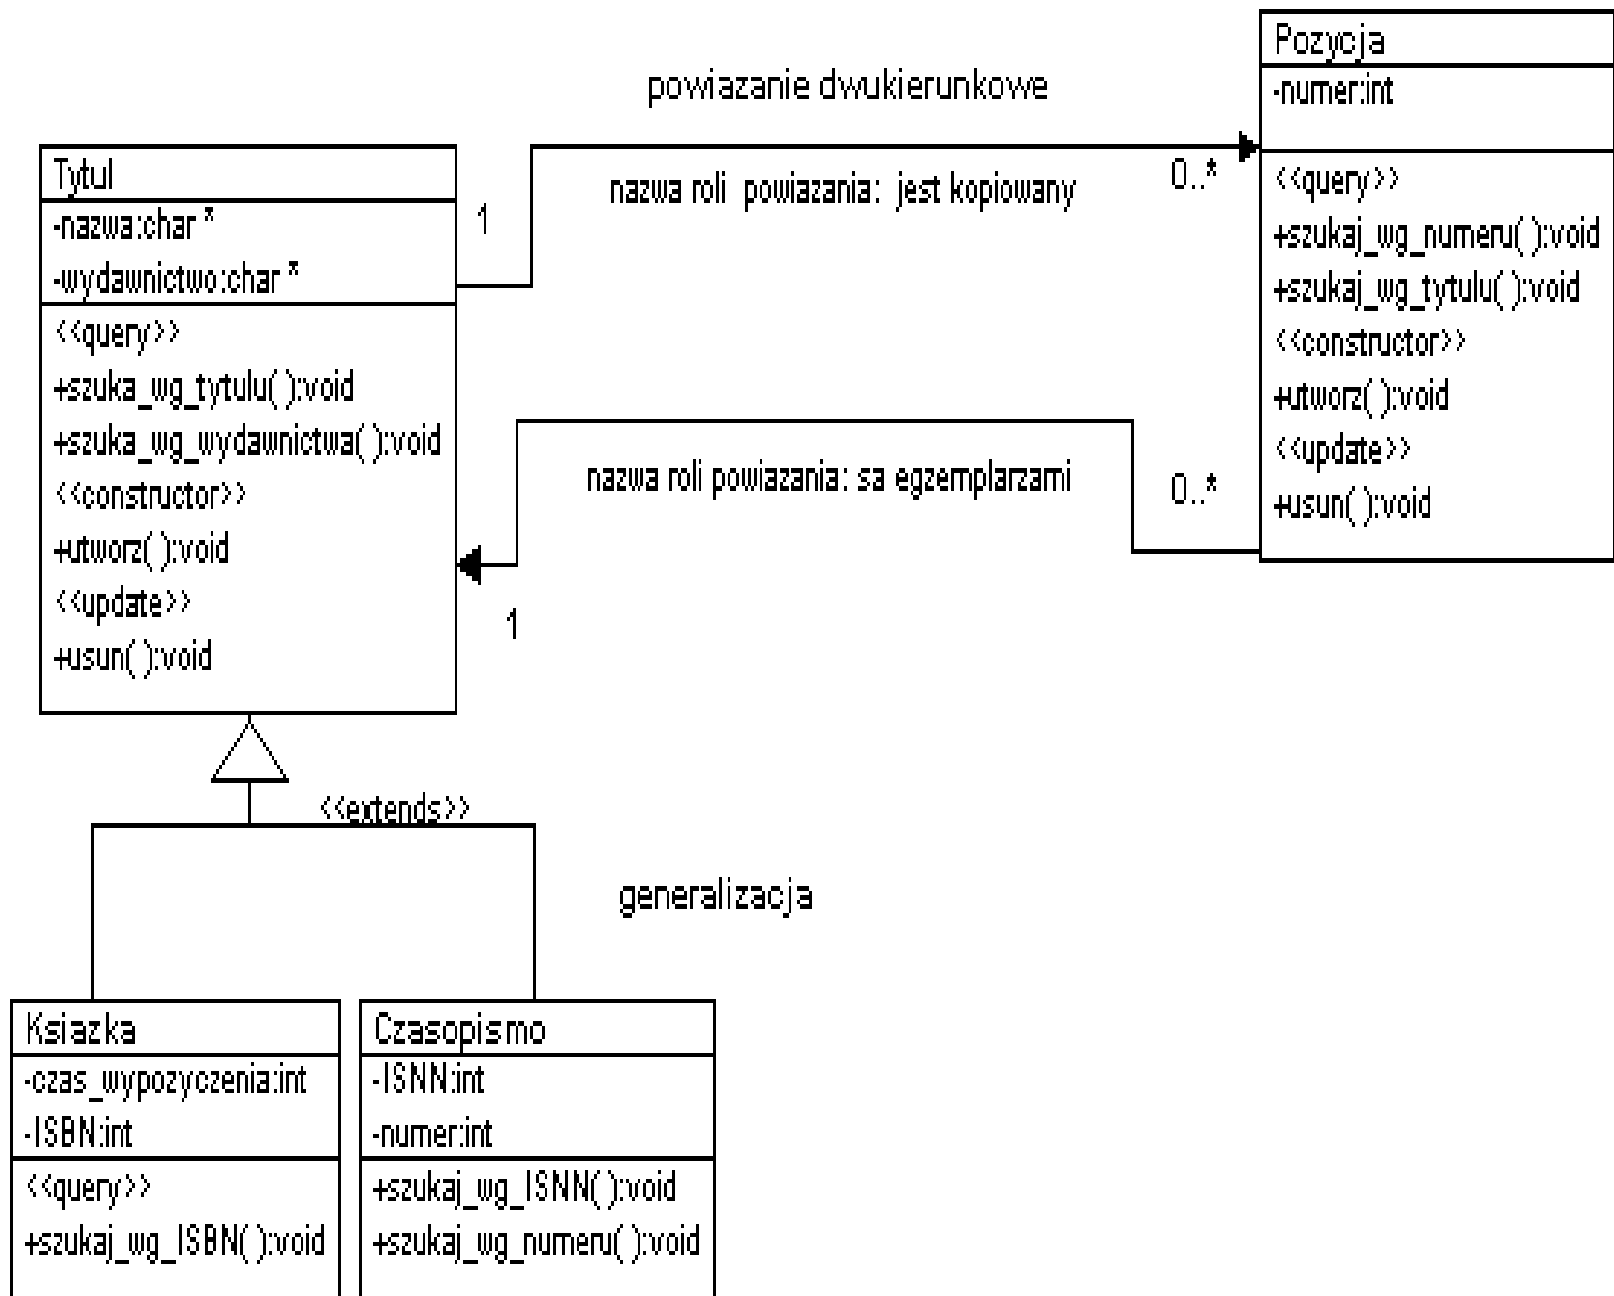 Pozycja
-numer:int
<<query>>
+szukaj_wg_numeru( ):void
+szukaj_wg_tytulu( ):void
<<constructor>>
+utworz( ):void
<<update>>
+usun( ):void
powiazanie dwukierunkowe
nazwa roli powiazania: jest kopiowany
1
0..*
Tytul
-nazwa:char *
-wydawnictwo:char *
<<query>>
+szuka_wg_tytulu( ):void
+szuka_wg_wydawnictwa( ):void
<<constructor>>
+utworz( ):void
<<update>>
+usun( ):void
nazwa roli powiazania: sa egzemplarzami
0..*
1
<<extends>>
generalizacja
Ksiazka
-czas_wypozyczenia:int
-ISBN:int
<<query>>
+szukaj_wg_ISBN( ):void
Czasopismo
-ISNN:int
-numer:int
+szukaj_wg_ISNN( ):void
+szukaj_wg_numeru( ):void